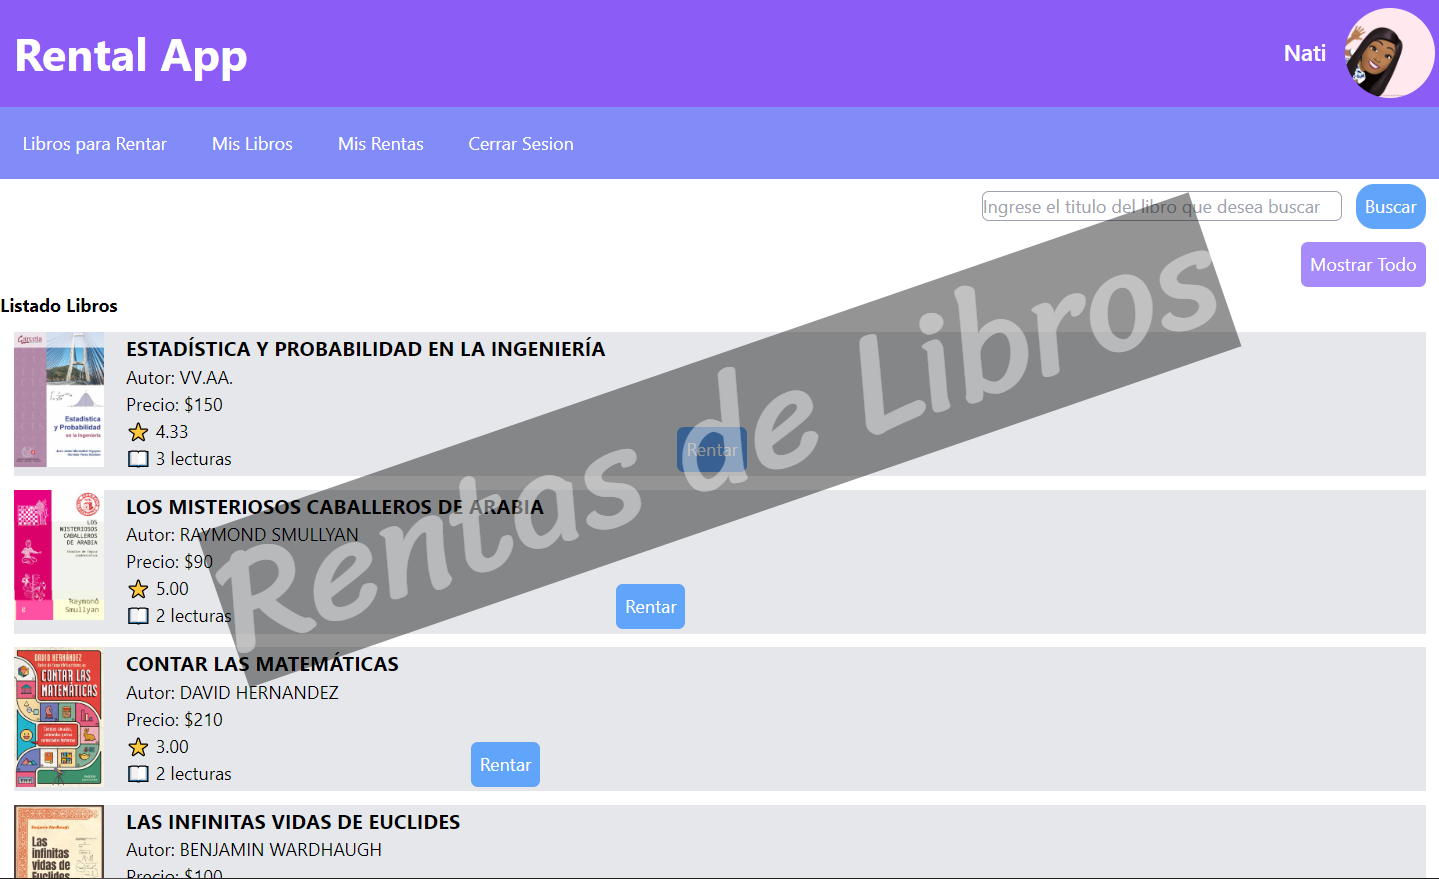 Rental App
Nati
Libros para Rentar
Mis Libros
Mis Rentas
Cerrar Sesion
Ingrese el titulo del libro que desea buscar
Buscar
Mostrar Todo
Listado Libros
Rentas de Libros
Garceta
Estadística
y Probabilidad
en la Ingeniería
ESTADÍSTICA Y PROBABILIDAD EN LA INGENIERÍA
Autor: VV.AA.
Precio: $150
4.33
3 lecturas
Rentar
LOS
MISTERIOSOS
CABALLEROS
DE ARABIA
Raymond
Smullyan
LOS MISTERIOSOS CABALLEROS DE ARABIA
Autor: RAYMOND SMULLYAN
Precio: $90
5.00
2 lecturas
Rentar
DAVID HERNÁNDEZ
CONTAR LAS
MATEMÁTICAS
CONTAR LAS MATEMÁTICAS
Autor: DAVID HERNANDEZ
Precio: $210
3.00
2 lecturas
Rentar
Benjamin Wardhaugh
Las
infinitas
vidas de
Euclides
LAS INFINITAS VIDAS DE EUCLIDES
Autor: BENJAMIN WARDHAUGH
Precio: $100